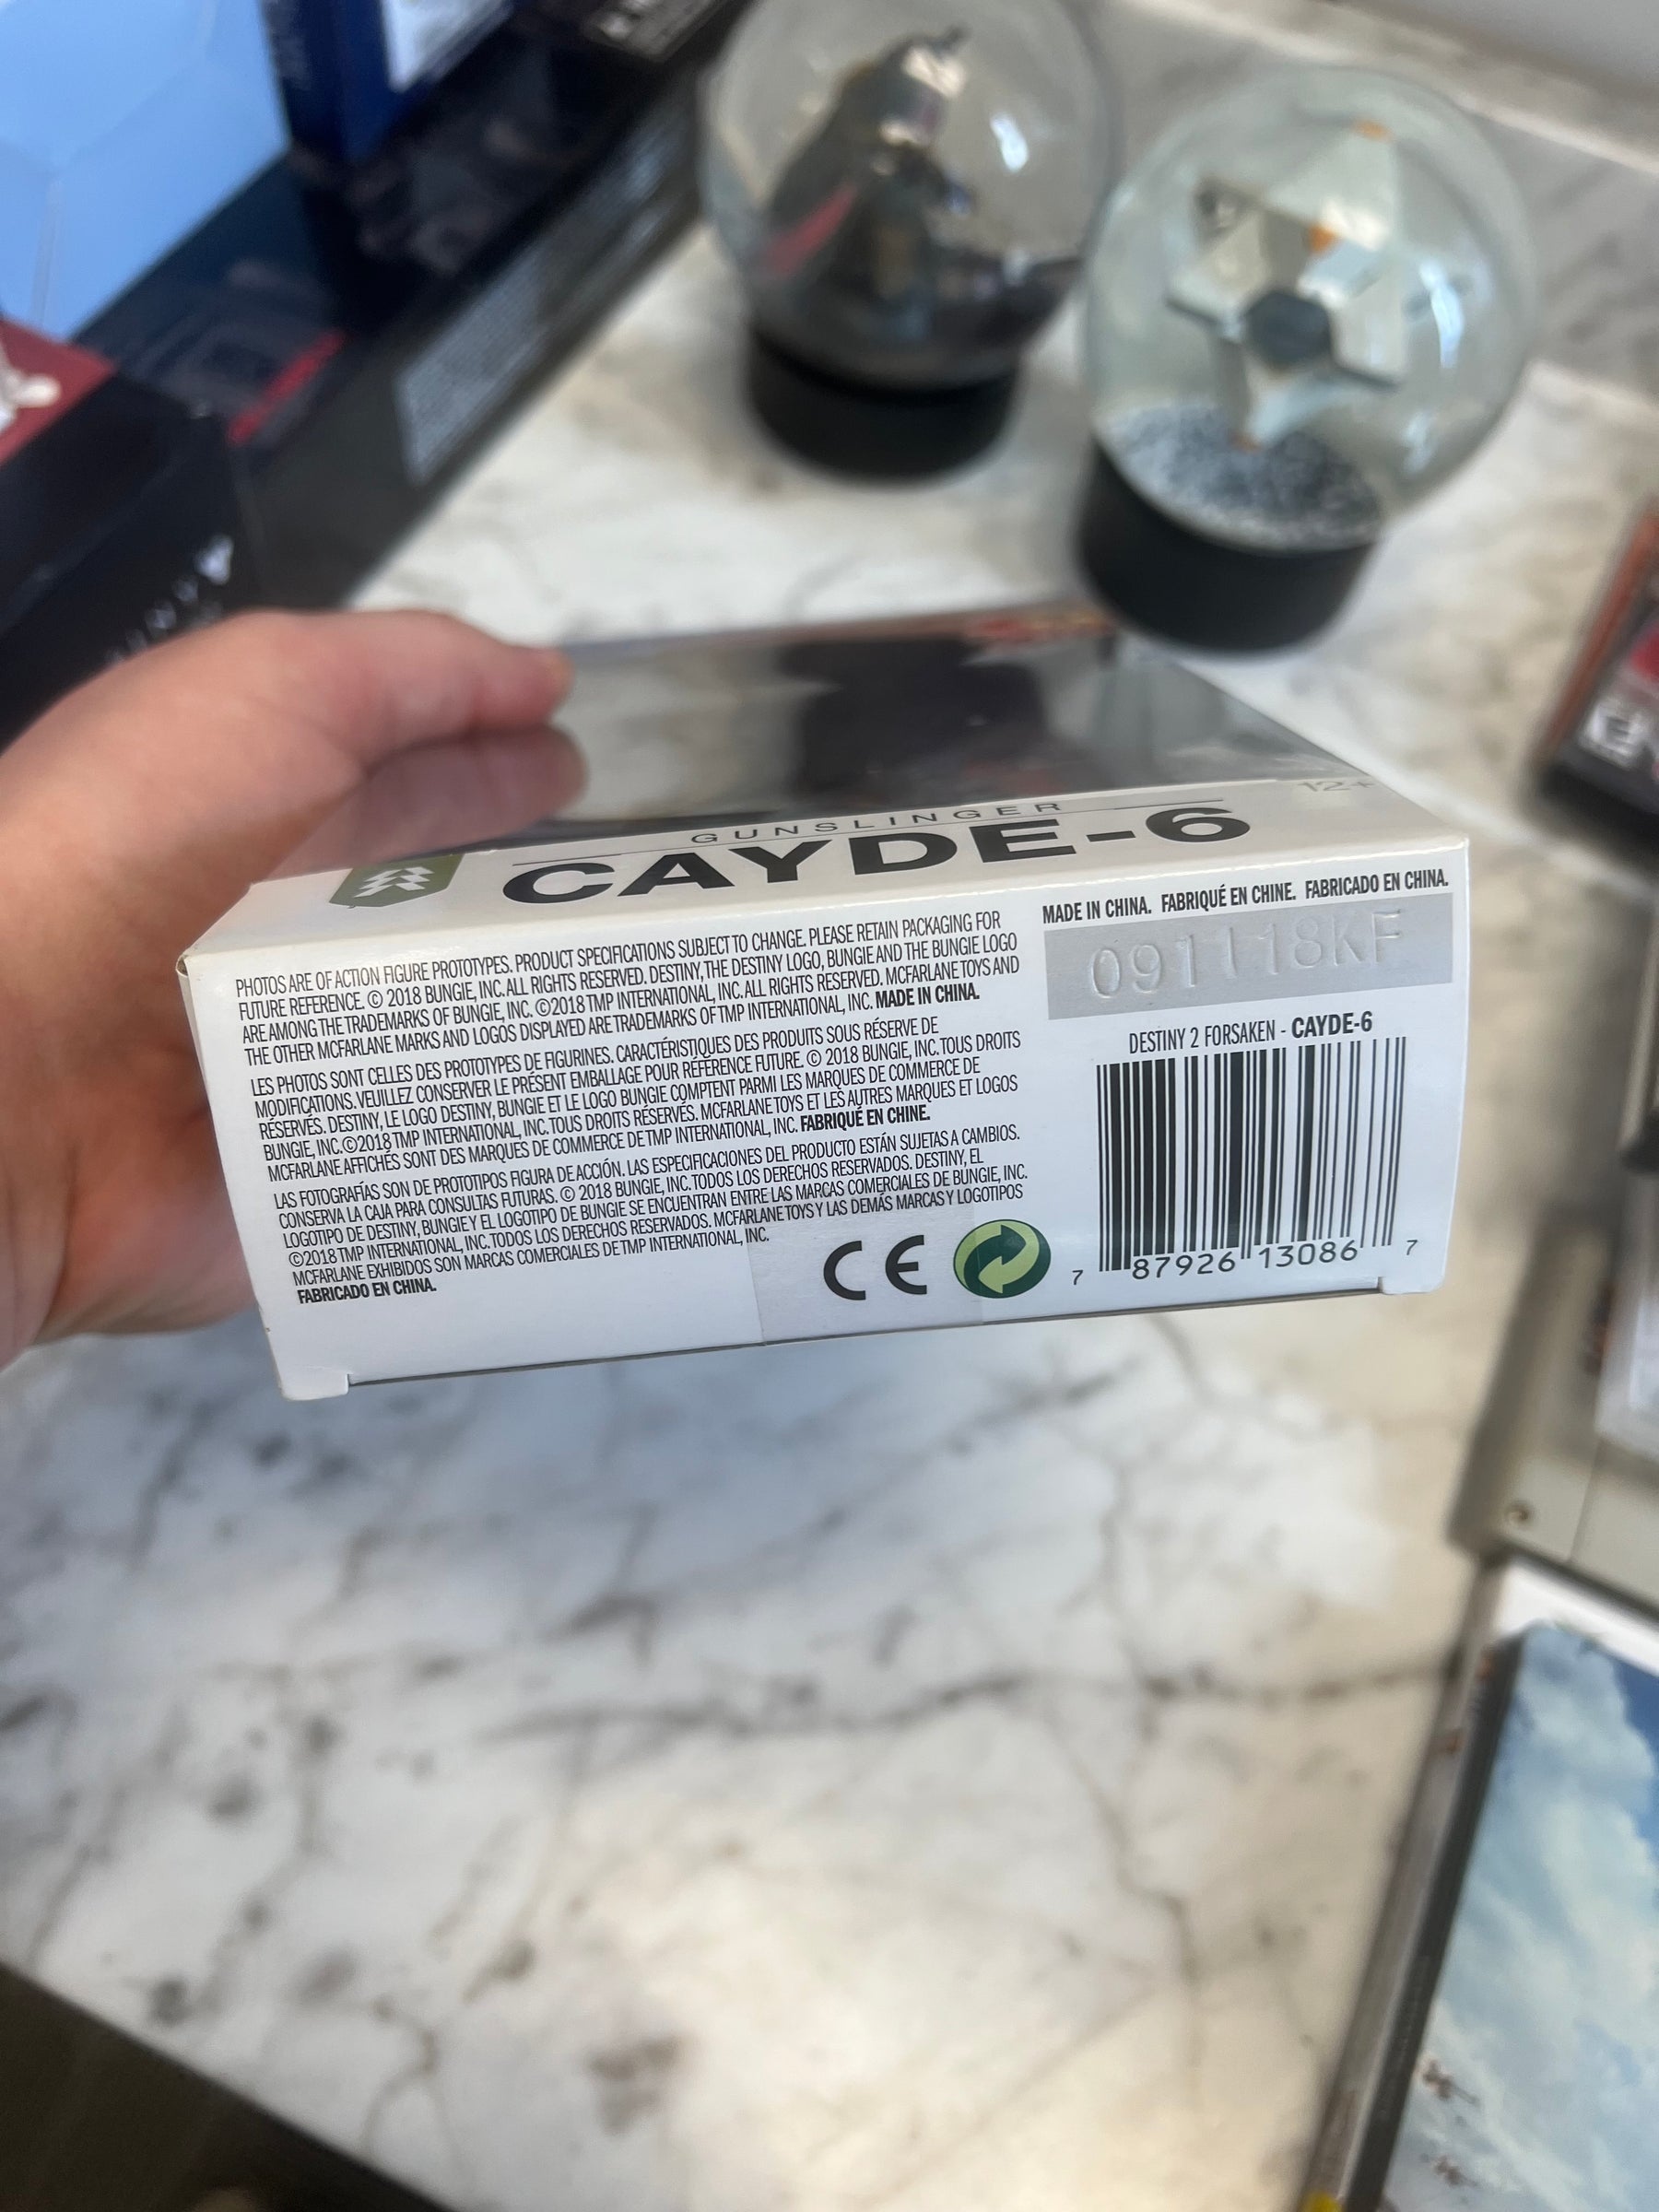 GUNSLINGER
CAYDE-6
12+
PHOTOS ARE OF ACTION FIGURE PROTOTYPES. PRODUCT SPECIFICATIONS SUBJECT TO CHANGE. PLEASE RETAIN PACKAGING FOR
FUTURE REFERENCE. © 2018 BUNGIE, INC. ALL RIGHTS RESERVED. DESTINY, THE DESTINY LOGO, BUNGIE AND THE BUNGIE LOGO
ARE AMONG THE TRADEMARKS OF BUNGIE, INC. ©2018 TMP INTERNATIONAL, INC. ALL RIGHTS RESERVED. MCFARLANE TOYS AND
THE OTHER MCFARLANE MARKS AND LOGOS DISPLAYED ARE TRADEMARKS OF TMP INTERNATIONAL, INC. MADE IN CHINA.
LES PHOTOS SONT CELLES DES PROTOTYPES DE FIGURINES. CARACTÉRISTIQUES DES PRODUITS SOUS RÉSERVE DE
MODIFICATIONS. VEUILLEZ CONSERVER LE PRÉSENT EMBALLAGE POUR RÉFÉRENCE FUTURE. © 2018 BUNGIE, INC. TOUS DROITS
RÉSERVÉS. DESTINY, LE LOGO DESTINY, BUNGIE ET LE LOGO BUNGIE COMPTENT PARMI LES MARQUES DE COMMERCE DE
BUNGIE, INC.©2018 TMP INTERNATIONAL, INC. TOUS DROITS RÉSERVÉS. MCFARLANE TOYS ET LES AUTRES MARQUES ET LOGOS
MCFARLANE AFFICHÉS SONT DES MARQUES DE COMMERCE DE TMP INTERNATIONAL, INC. FABRIQUÉ EN CHINE.
LAS FOTOGRAFÍAS SON DE PROTOTIPOS FIGURA DE ACCIÓN. LAS ESPECIFICACIONES DEL PRODUCTO ESTÁN SUJETAS A CAMBIOS.
CONSERVA LA CAJA PARA CONSULTAS FUTURAS. © 2018 BUNGIE, INC. TODOS LOS DERECHOS RESERVADOS. DESTINY, EL
LOGOTIPO DE DESTINY, BUNGIE Y EL LOGOTIPO DE BUNGIE SE ENCUENTRAN ENTRE LAS MARCAS COMERCIALES DE BUNGIE, INC.
©2018 TMP INTERNATIONAL, INC. TODOS LOS DERECHOS RESERVADOS. MCFARLANE TOYS Y LAS DEMÁS MARCAS Y LOGOTIPOS
MCFARLANE EXHIBIDOS SON MARCAS COMERCIALES DE TMP INTERNATIONAL, INC.
FABRICADO EN CHINA.
CE
MADE IN CHINA. FABRIQUÉ EN CHINE. FABRICADO EN CHINA.
091118KF
DESTINY 2 FORSAKEN - CAYDE-6
7 87926 13086 7